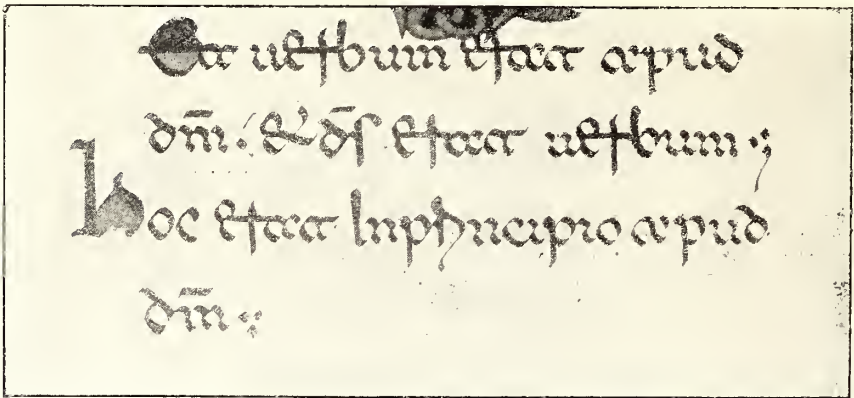 Et uerbum erat apud
dm̄. & ds̄ erat uerbum.,
Hoc erat Inprincipio apud
dm̄.,